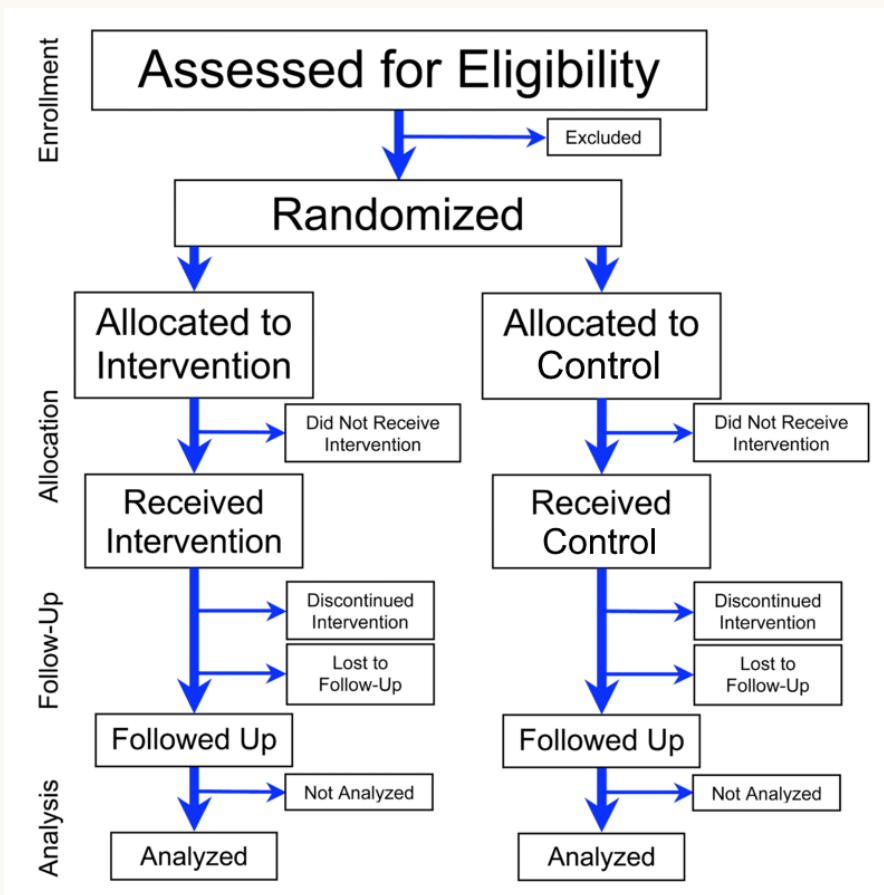 Enrollment
Assessed for Eligibility
Excluded
Randomized
Allocation
Allocated to
Intervention
Allocated to
Control
Did Not Receive
Intervention
Did Not Receive
Intervention
Received
Intervention
Received
Control
Follow-Up
Discontinued
Intervention
Discontinued
Intervention
Lost to
Follow-Up
Lost to
Follow-Up
Followed Up
Followed Up
Analysis
Not Analyzed
Not Analyzed
Analyzed
Analyzed